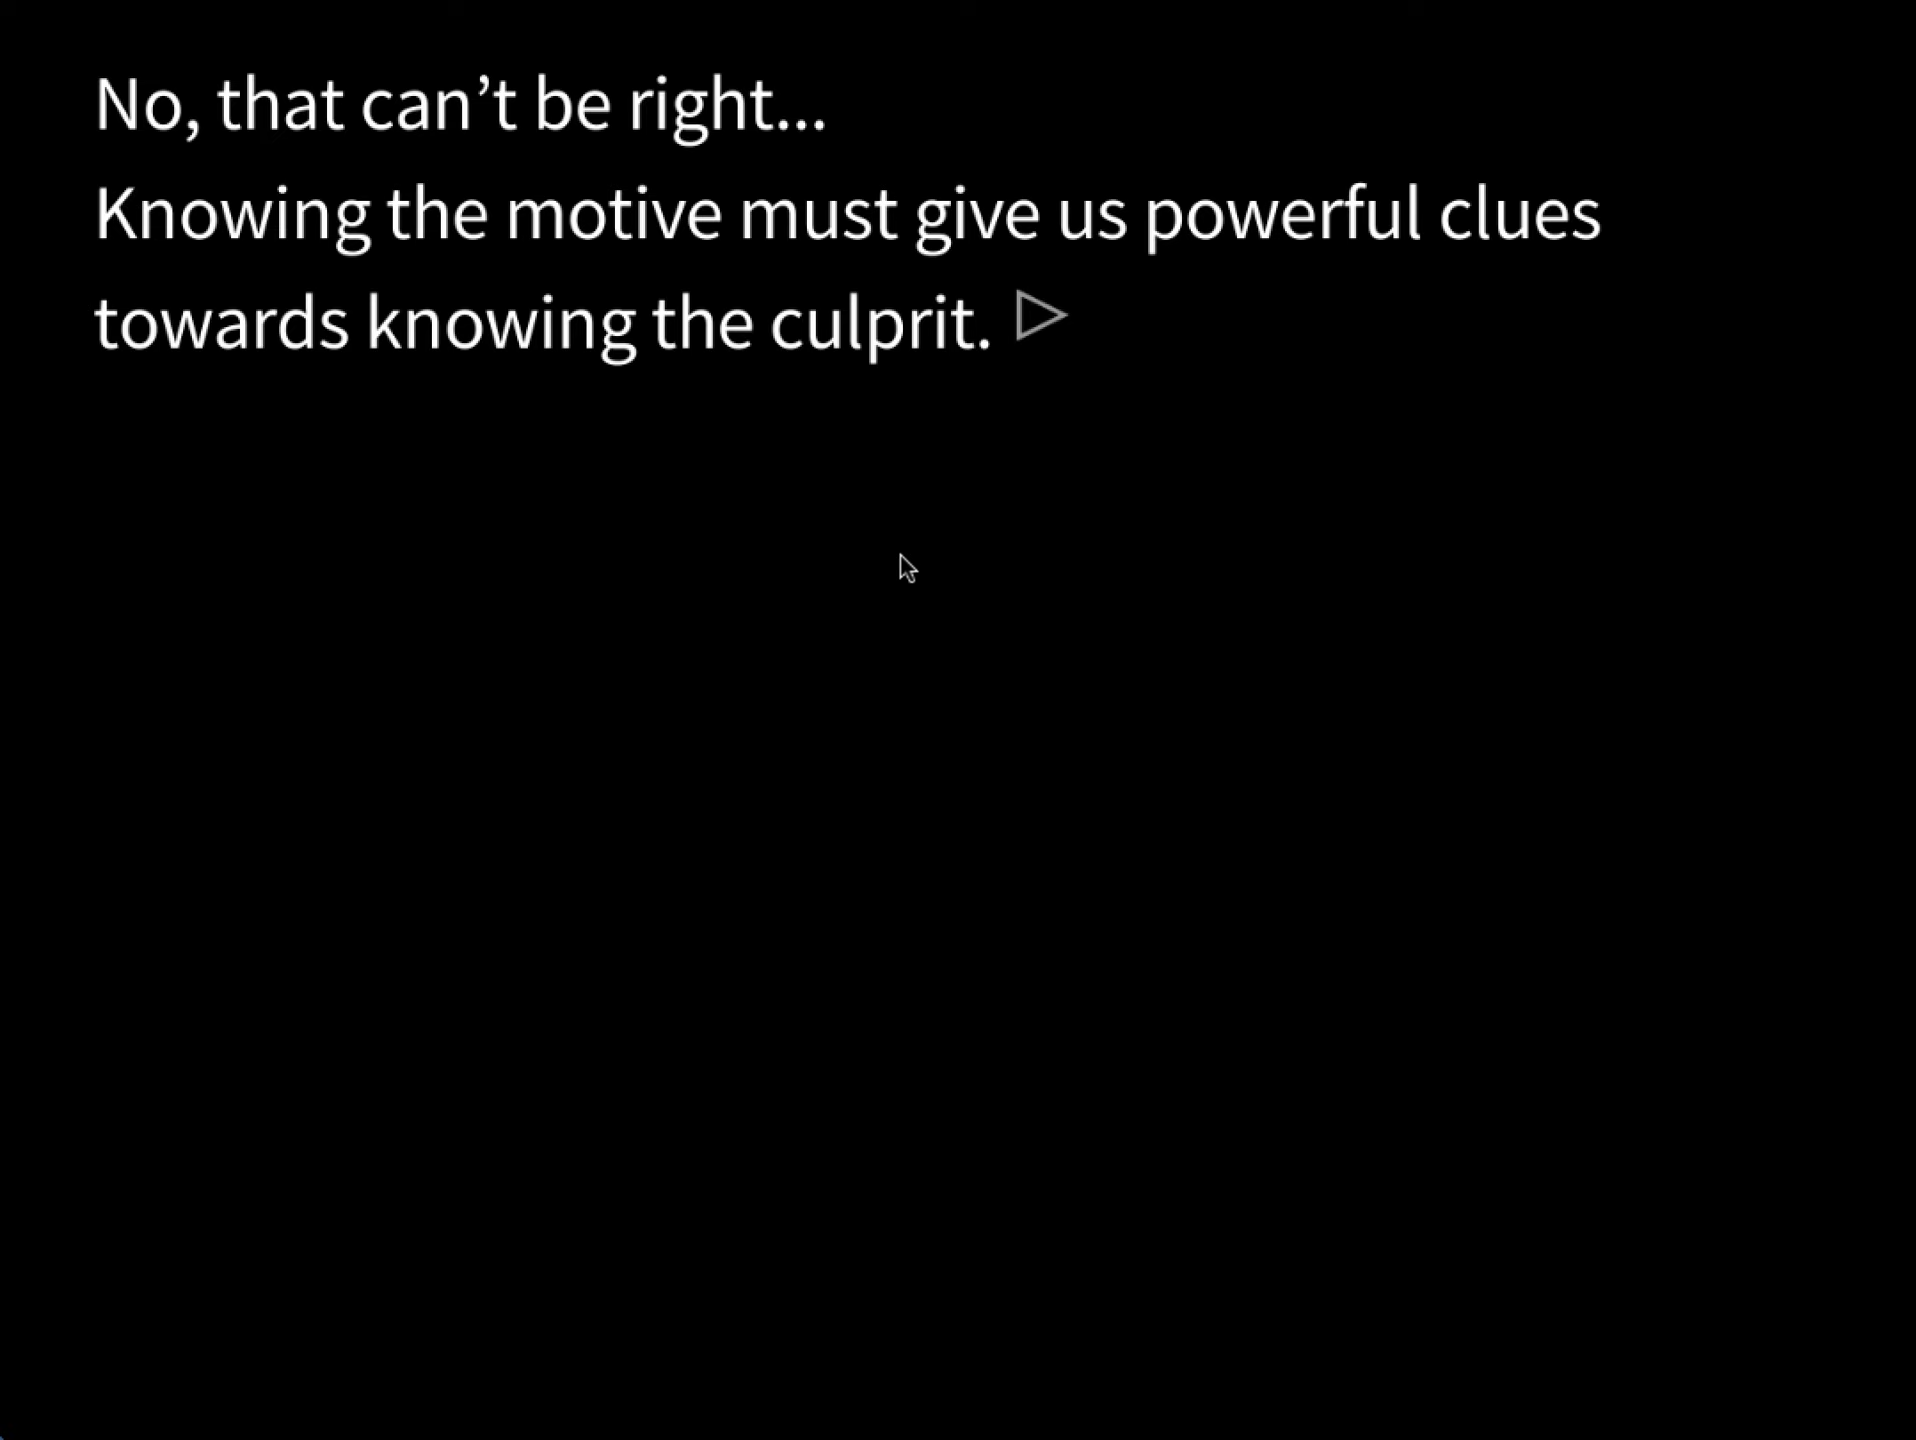 No, that can’t be right...
Knowing the motive must give us powerful clues
towards knowing the culprit.